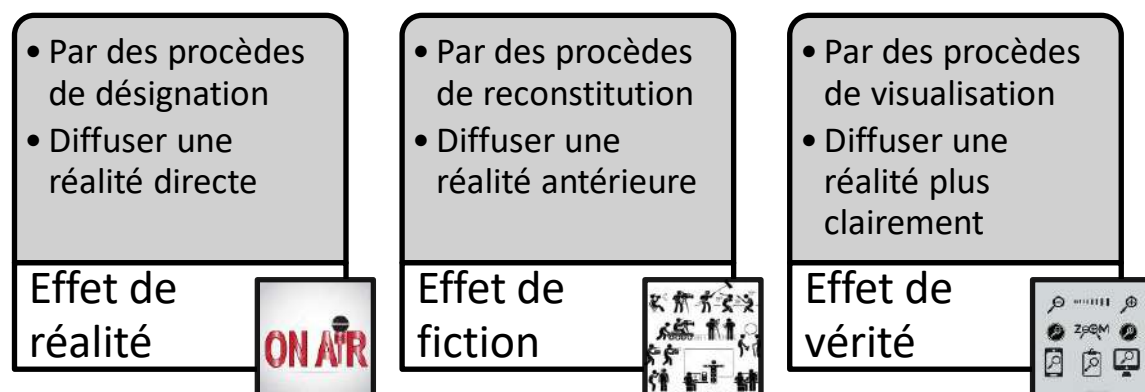 • Par des procèdes
de désignation
• Diffuser une
réalité directe
Effet de
réalité
ON AIR
• Par des procèdes
de reconstitution
• Diffuser une
réalité antérieure
Effet de
fiction
• Par des procèdes
de visualisation
• Diffuser une
réalité plus
clairement
Effet de
vérité
ZOOM